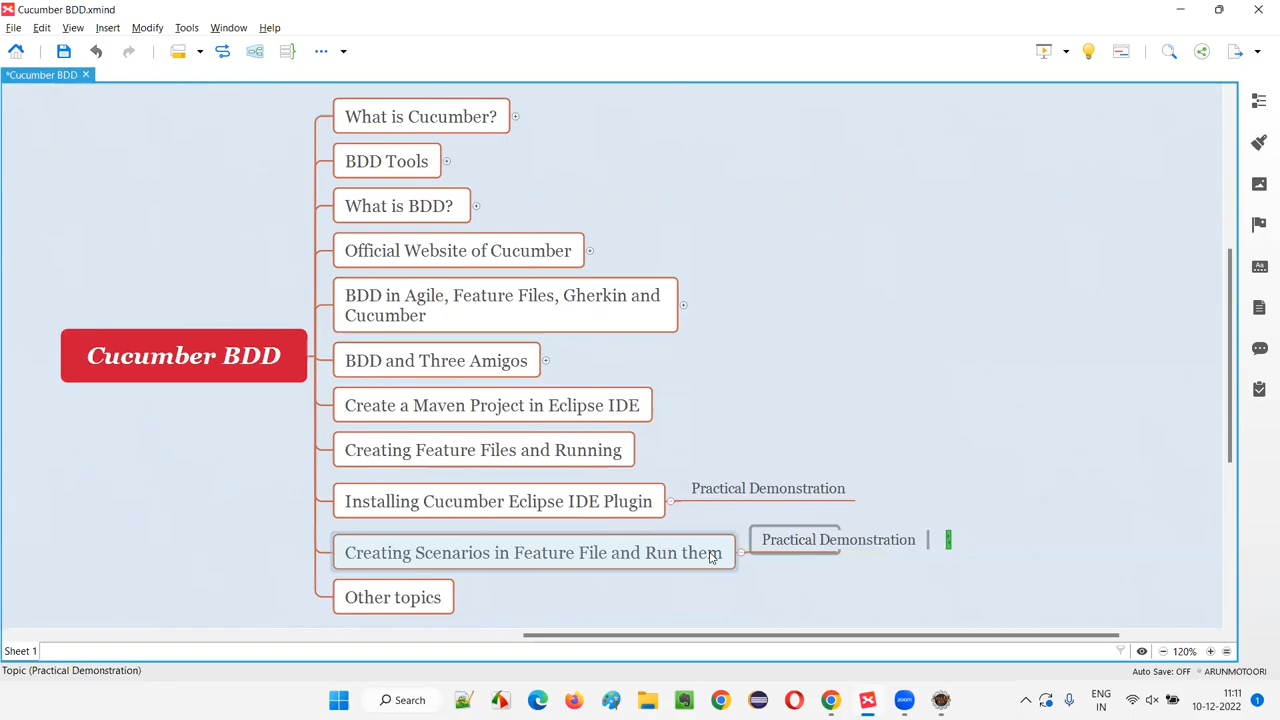 Cucumber BDD.xmind
File Edit View Insert Modify Tools Window Help
*Cucumber BDD
What is Cucumber?
BDD Tools
What is BDD?
Official Website of Cucumber
BDD in Agile, Feature Files, Gherkin and
Cucumber
Cucumber BDD
BDD and Three Amigos
Create a Maven Project in Eclipse IDE
Creating Feature Files and Running
Installing Cucumber Eclipse IDE Plugin
Practical Demonstration
Creating Scenarios in Feature File and Run them
Practical Demonstration
Other topics
Sheet 1
120%
Topic (Practical Demonstration)
Auto Save: OFF
ARUNMOTOORI
Search
zoom
ENG
IN
11:11
10-12-2022
1